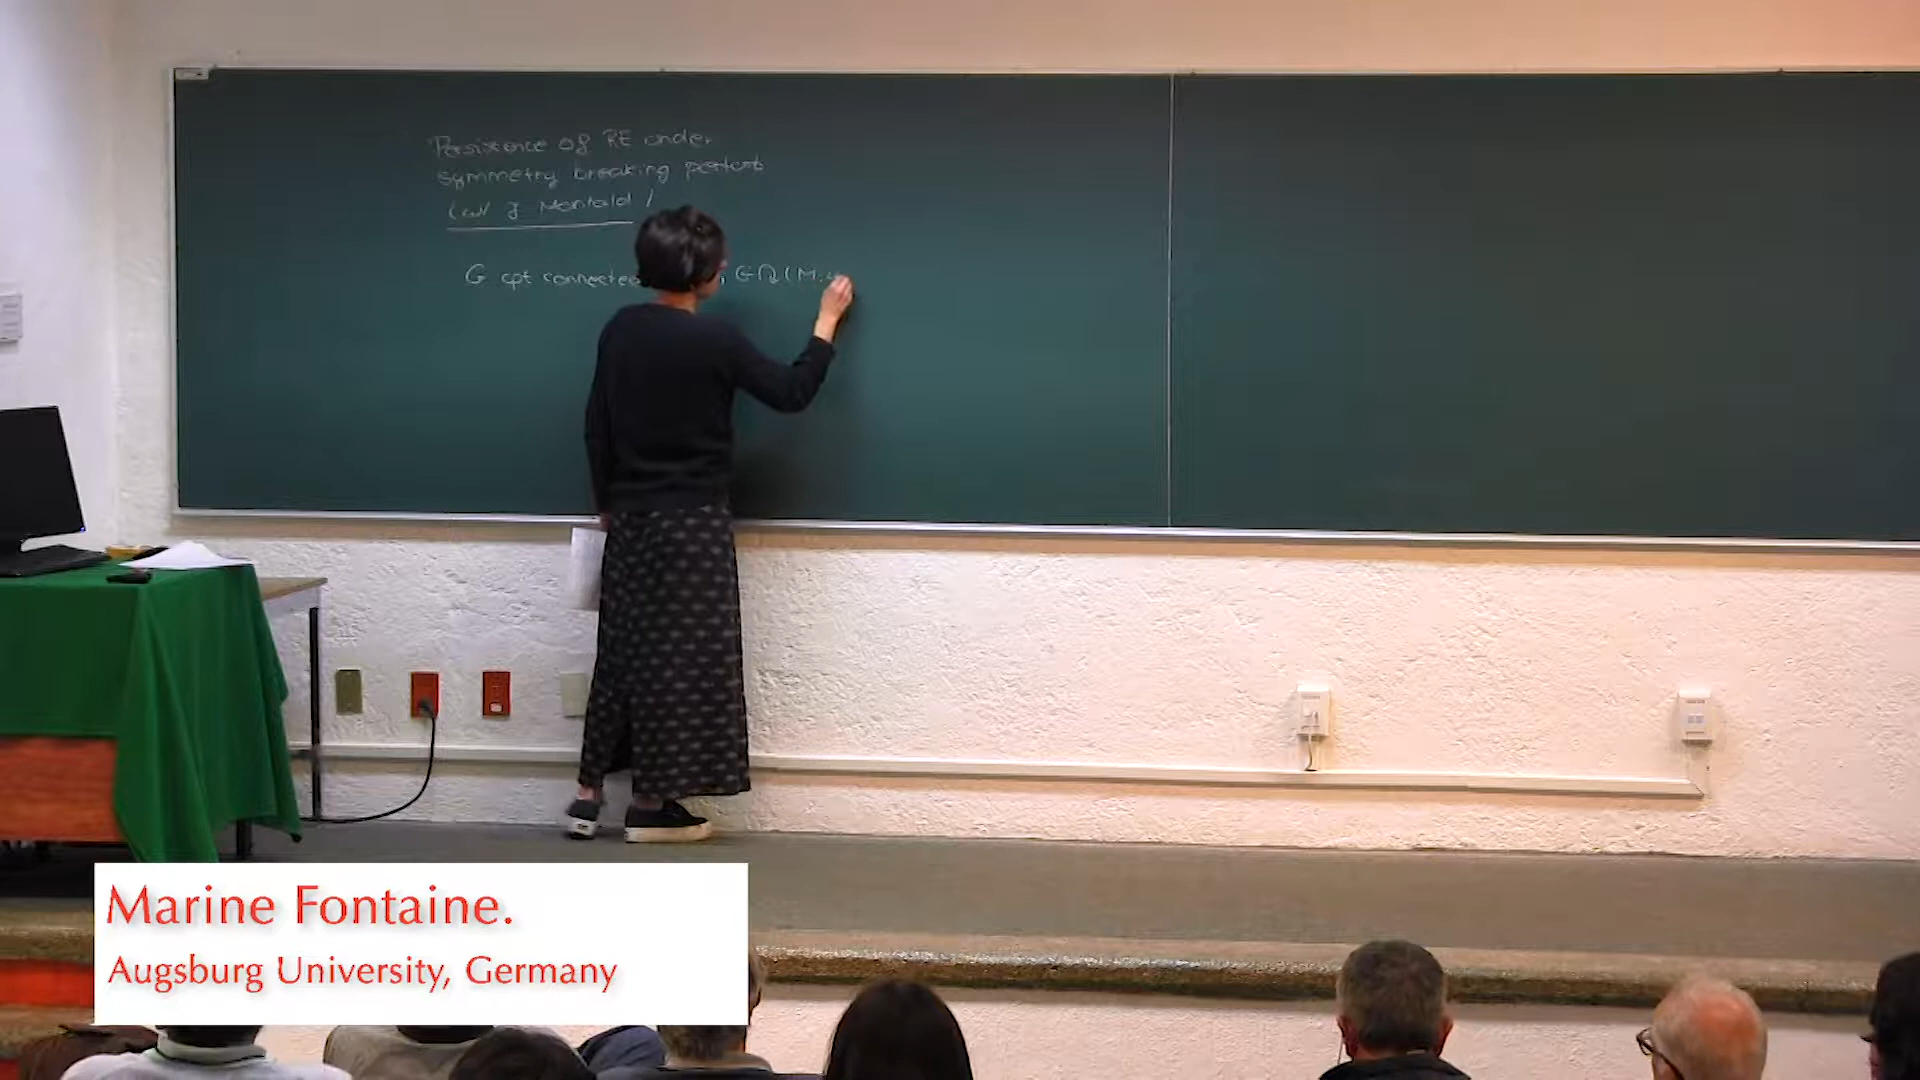 Persistence of RE under
symmetry breaking perturb
(w/ J Montaldi)
G cpt connected , G (M,
Marine Fontaine.
Augsburg University, Germany